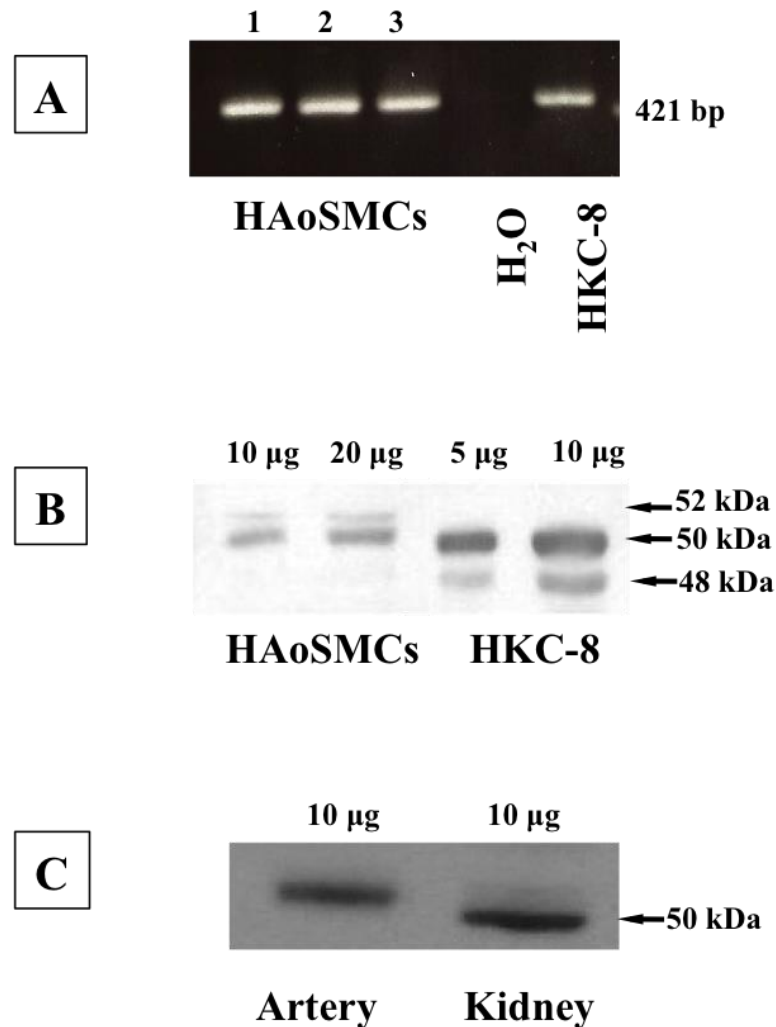 1 2 3
A
421 bp
HAoSMCs
H₂O
HKC-8
10 µg 20 µg 5 µg 10 µg
B
52 kDa
50 kDa
48 kDa
HAoSMCs HKC-8
10 µg 10 µg
C
50 kDa
Artery Kidney